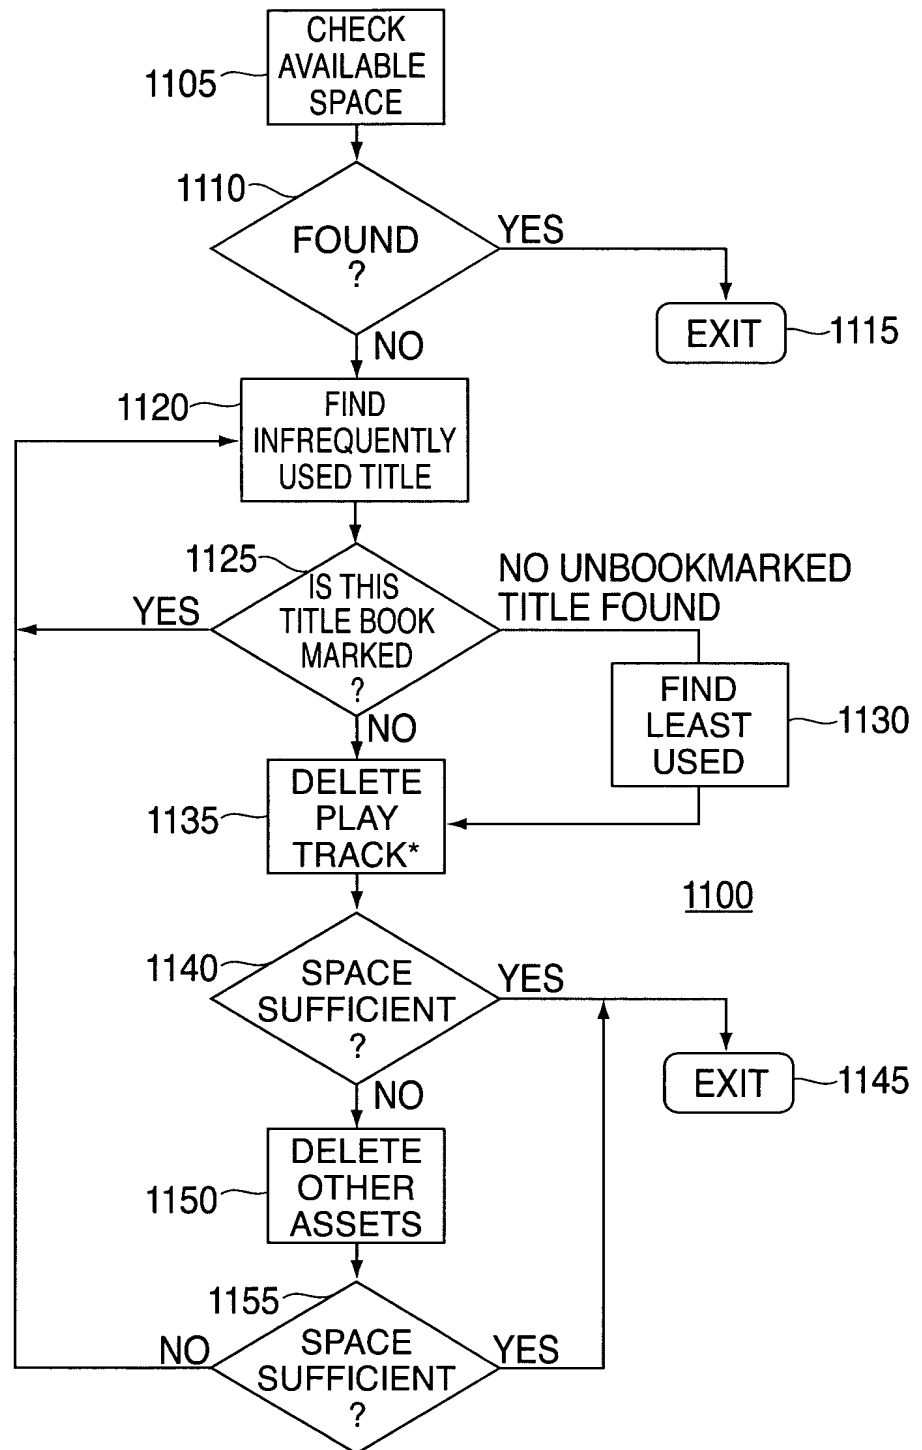 CHECK
AVAILABLE
SPACE
1105
1110
FOUND
?
YES
EXIT
1115
NO
1120
FIND
INFREQUENTLY
USED TITLE
1125
IS THIS
TITLE BOOK
MARKED
?
YES
NO UNBOOKMARKED
TITLE FOUND
FIND
LEAST
USED
1130
NO
1135
DELETE
PLAY
TRACK*
1100
1140
SPACE
SUFFICIENT
?
YES
EXIT
1145
NO
1150
DELETE
OTHER
ASSETS
1155
SPACE
SUFFICIENT
?
NO
YES